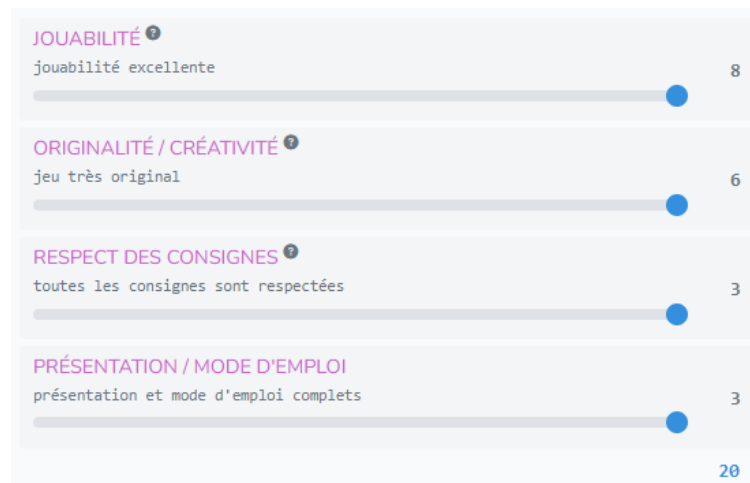 JOUABILITÉ ?
jouabilité excellente
8
ORIGINALITÉ / CRÉATIVITÉ ?
jeu très original
6
RESPECT DES CONSIGNES ?
toutes les consignes sont respectées
3
PRÉSENTATION / MODE D'EMPLOI
présentation et mode d'emploi complets
3
20